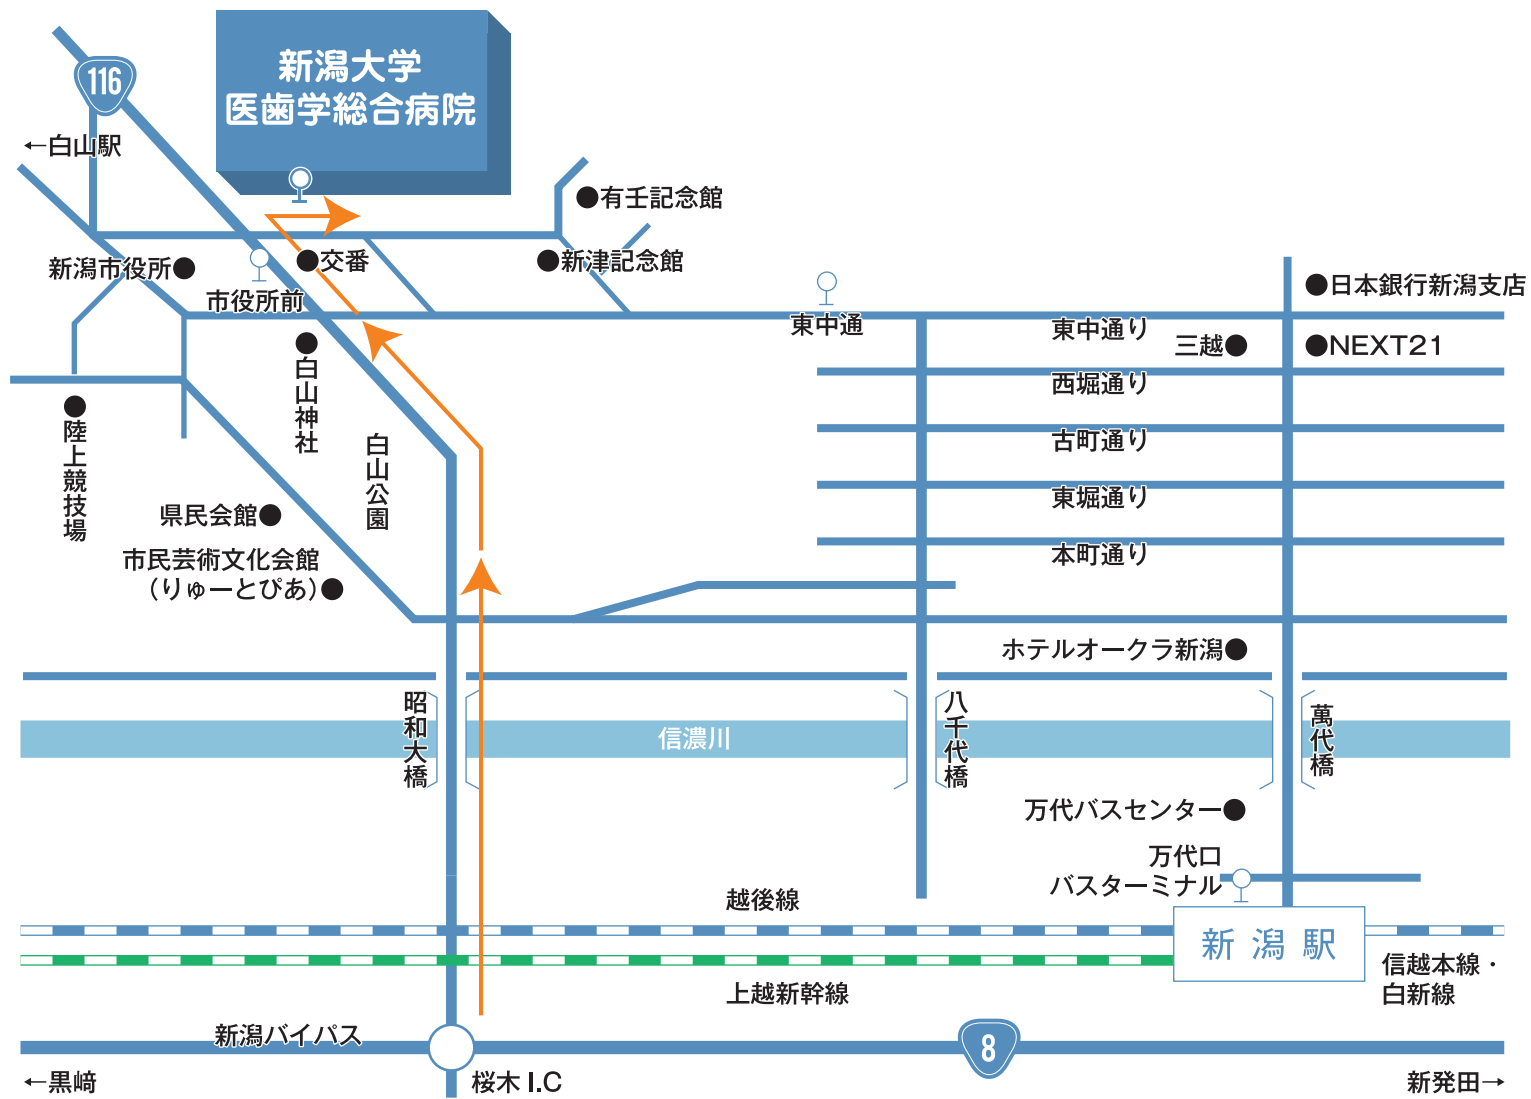 新潟大学
医歯学総合病院
116
←白山駅
有壬記念館
新潟市役所
交番
新津記念館
市役所前
東中通
東中通り
日本銀行新潟支店
三越
NEXT21
白山神社
西堀通り
陸上競技場
白山公園
古町通り
県民会館
東堀通り
市民芸術文化会館
（りゅーとぴあ）
本町通り
ホテルオークラ新潟
昭和大橋
信濃川
八千代橋
萬代橋
万代バスセンター
万代口
バスターミナル
越後線
新潟駅
上越新幹線
信越本線・
白新線
新潟バイパス
8
←黒崎
桜木 I.C
新発田→